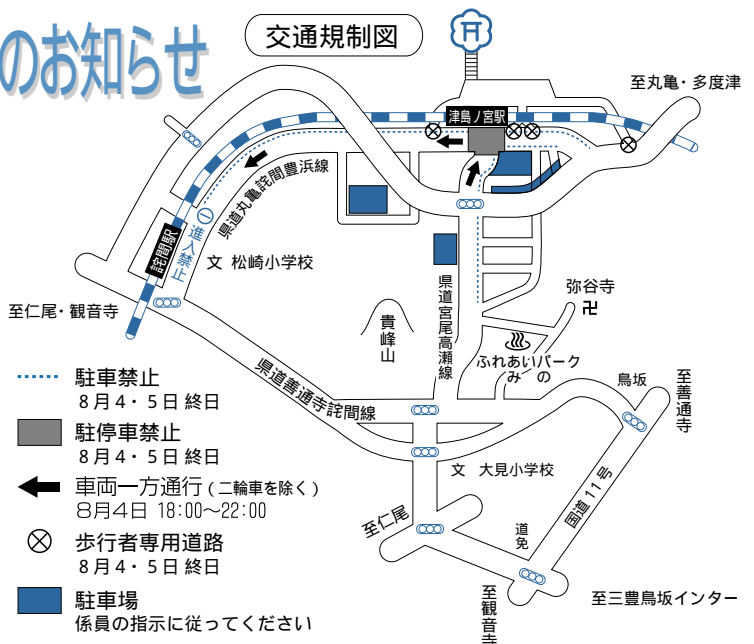 のお知らせ
交通規制図
至丸亀・多度津
津島ノ宮駅
県道丸亀詫間豊浜線
進入禁止
詫間駅
文 松崎小学校
至仁尾・観音寺
県道宮尾高瀬線
弥谷寺
卍
貴峰山
ふれあいパーク
みの
鳥坂
至善通寺
県道善通寺詫間線
文 大見小学校
国道11号
至仁尾
道免
至観音寺
至三豊鳥坂インター
駐車禁止
8月4・5日 終日
駐停車禁止
8月4・5日 終日
車両一方通行(二輪車を除く)
8月4日 18:00〜22:00
歩行者専用道路
8月4・5日 終日
駐車場
係員の指示に従ってください